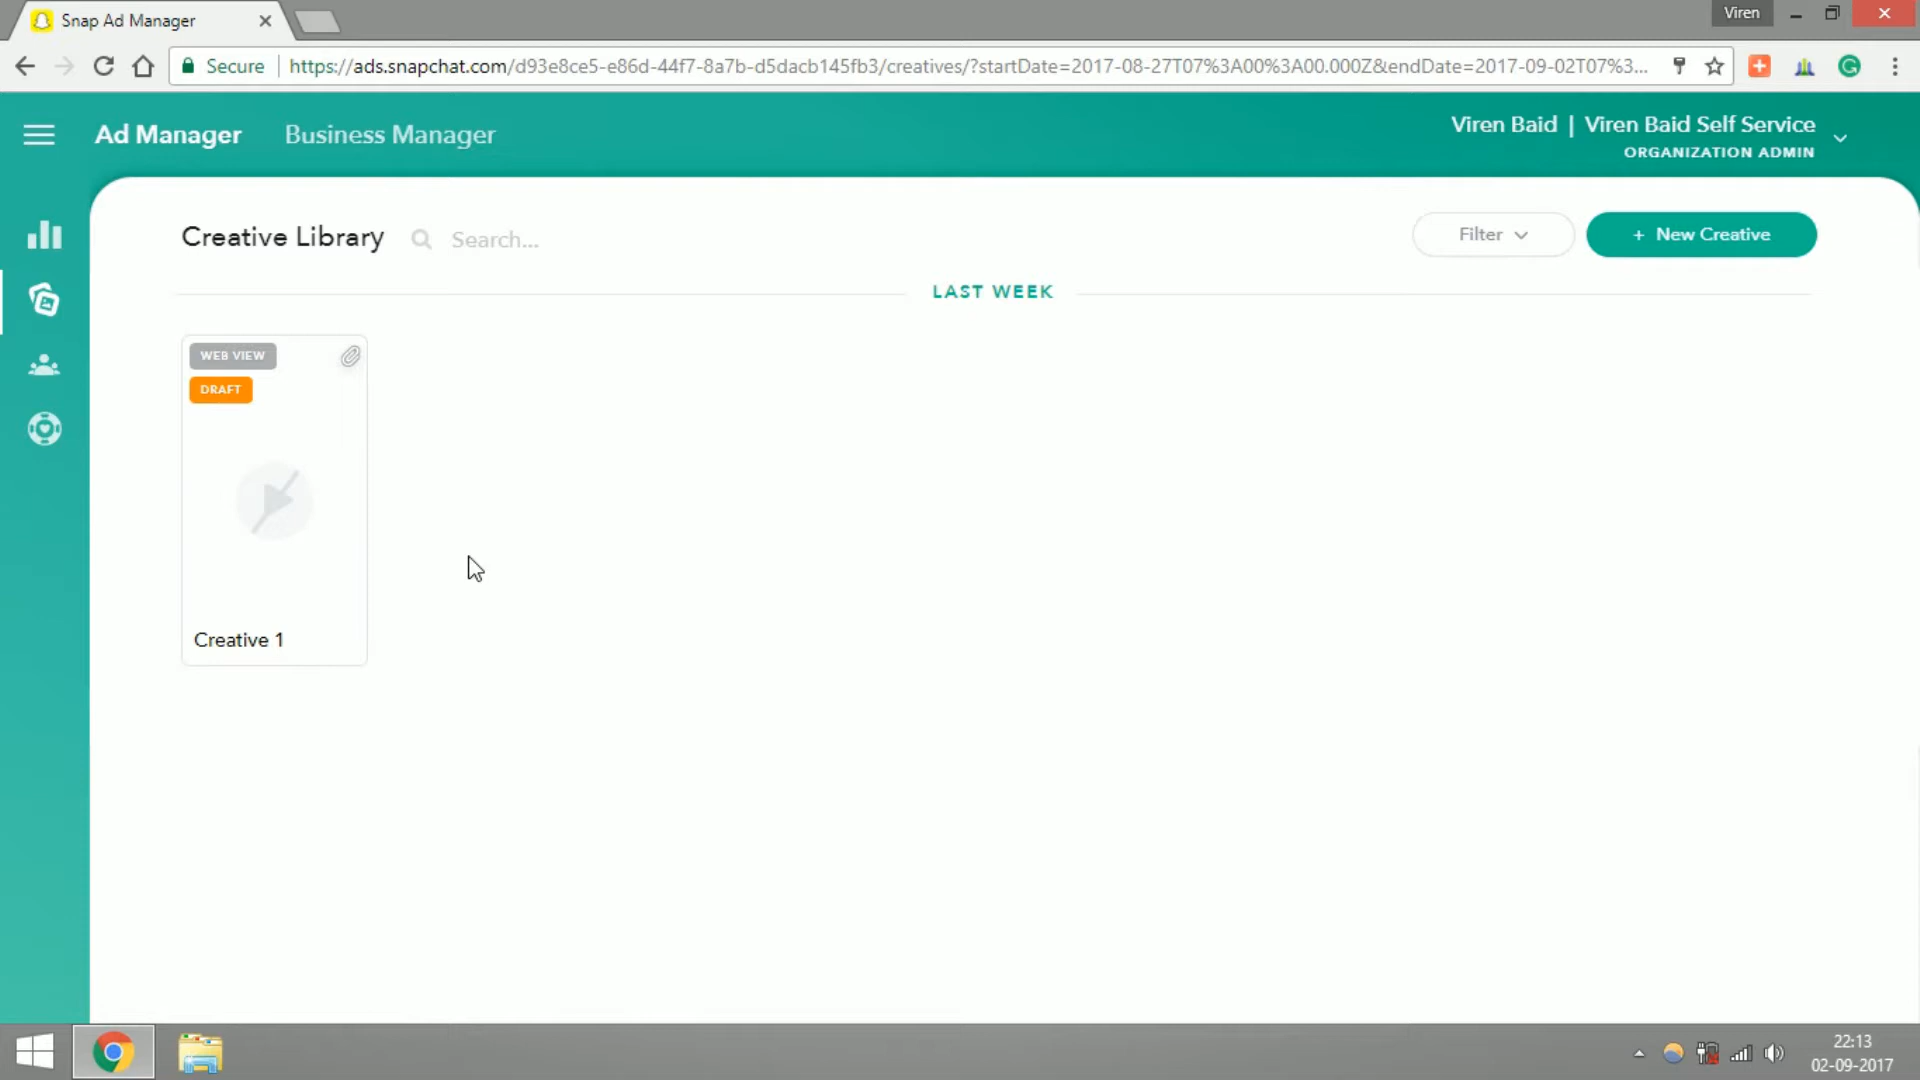 Snap Ad Manager
Viren
Secure
https://ads.snapchat.com/d93e8ce5-e86d-44f7-8a7b-d5dacb145fb3/creatives/?startDate=2017-08-27T07%3A00%3A00.000Z&endDate=2017-09-02T07%3...
Ad Manager
Business Manager
Viren Baid | Viren Baid Self Service
ORGANIZATION ADMIN
Creative Library
Search...
Filter
+ New Creative
LAST WEEK
WEB VIEW
DRAFT
Creative 1
22:13
02-09-2017